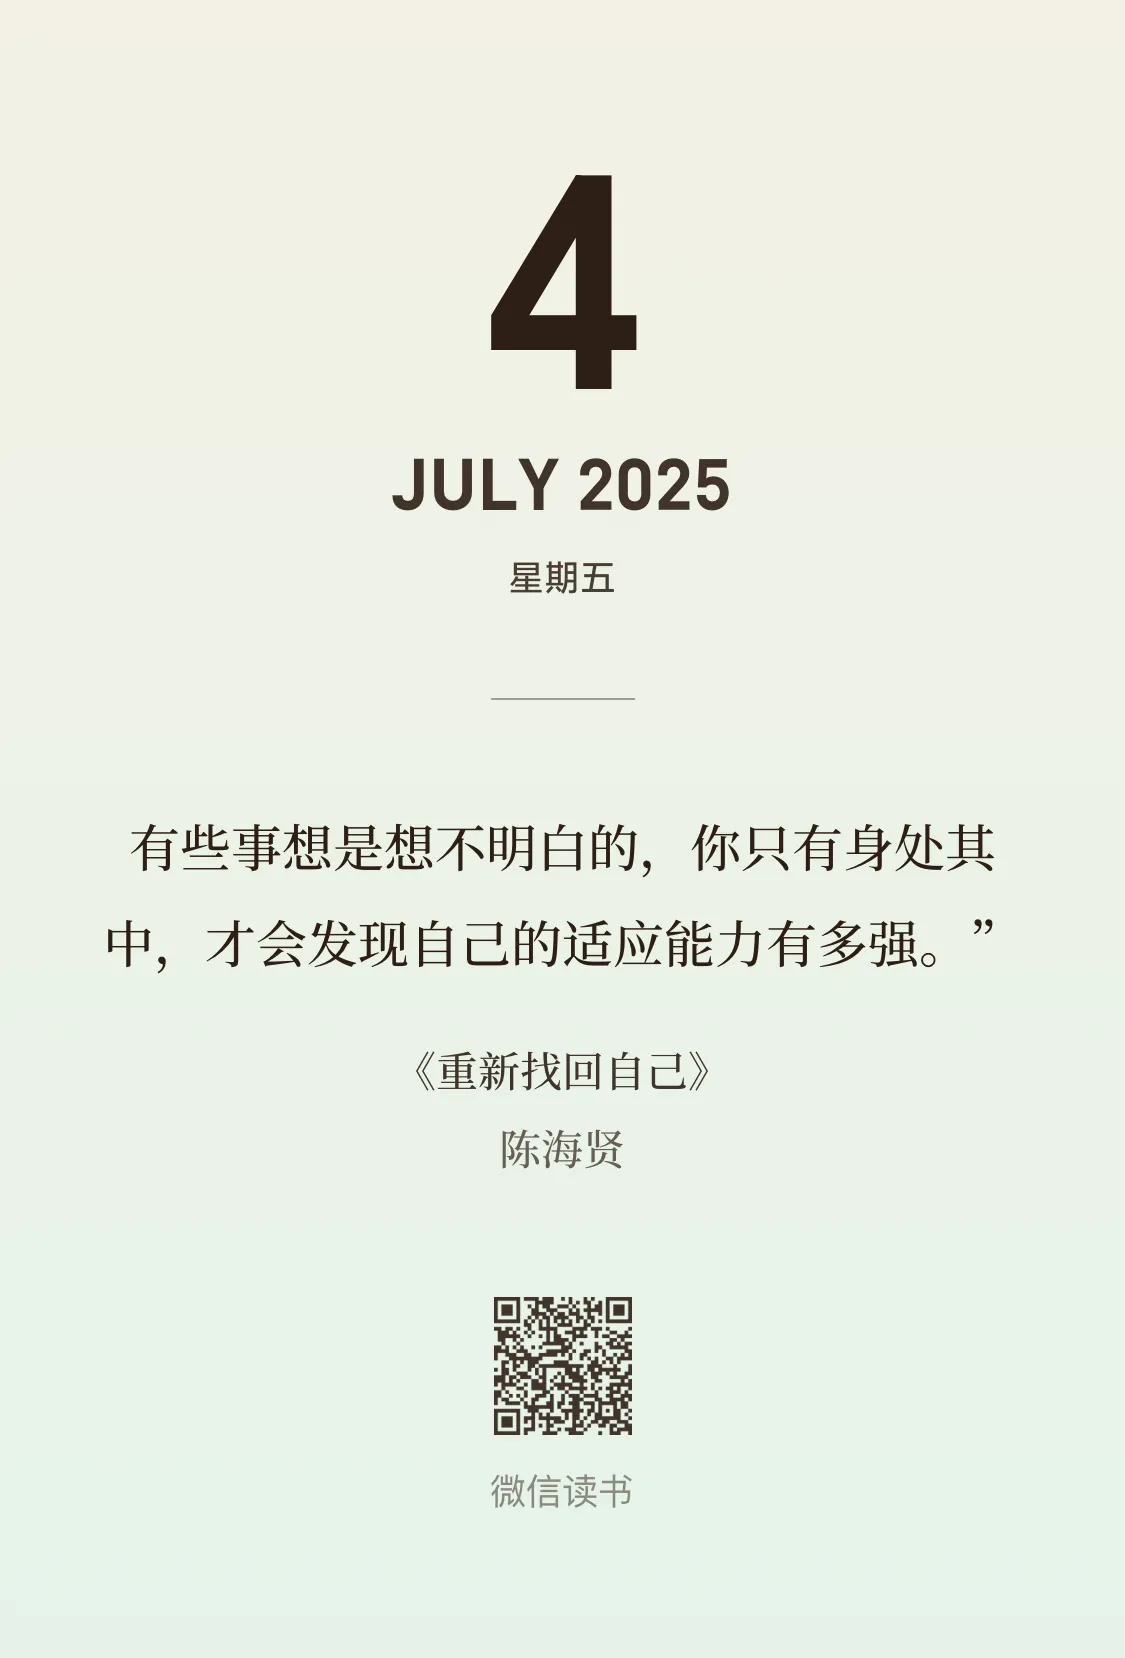 4
JULY 2025
星期五
有些事想是想不明白的，你只有身处其
中，才会发现自己的适应能力有多强。”
《重新找回自己》
陈海贤
微信读书